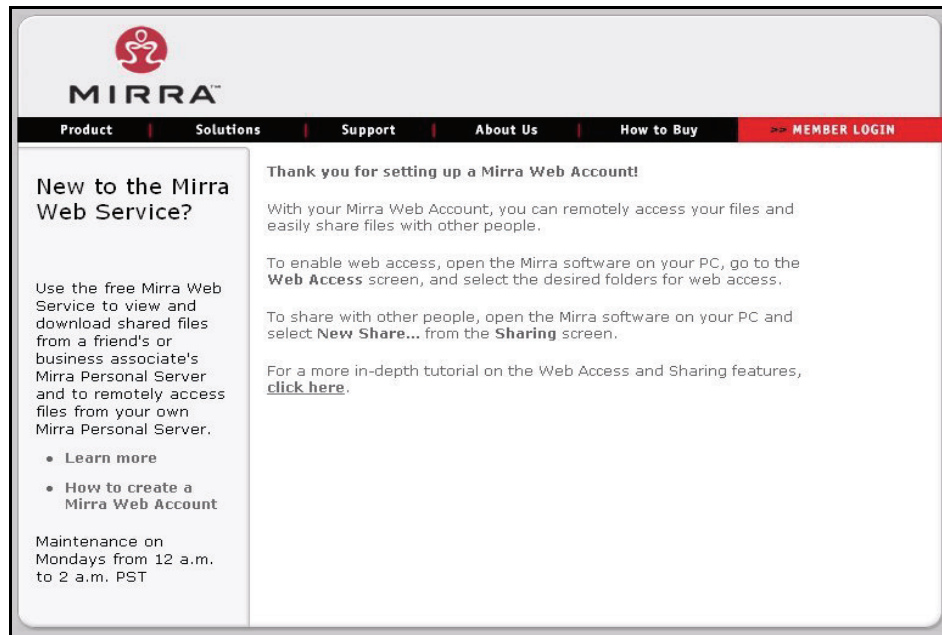 MIRRA™
Product | Solutions | Support | About Us | How to Buy >> MEMBER LOGIN
New to the Mirra
Web Service?
Use the free Mirra Web
Service to view and
download shared files
from a friend's or
business associate's
Mirra Personal Server
and to remotely access
files from your own
Mirra Personal Server.
• Learn more
• How to create a
Mirra Web Account
Maintenance on
Mondays from 12 a.m.
to 2 a.m. PST
Thank you for setting up a Mirra Web Account!
With your Mirra Web Account, you can remotely access your files and
easily share files with other people.
To enable web access, open the Mirra software on your PC, go to the
Web Access screen, and select the desired folders for web access.
To share with other people, open the Mirra software on your PC and
select New Share... from the Sharing screen.
For a more in-depth tutorial on the Web Access and Sharing features,
click here.